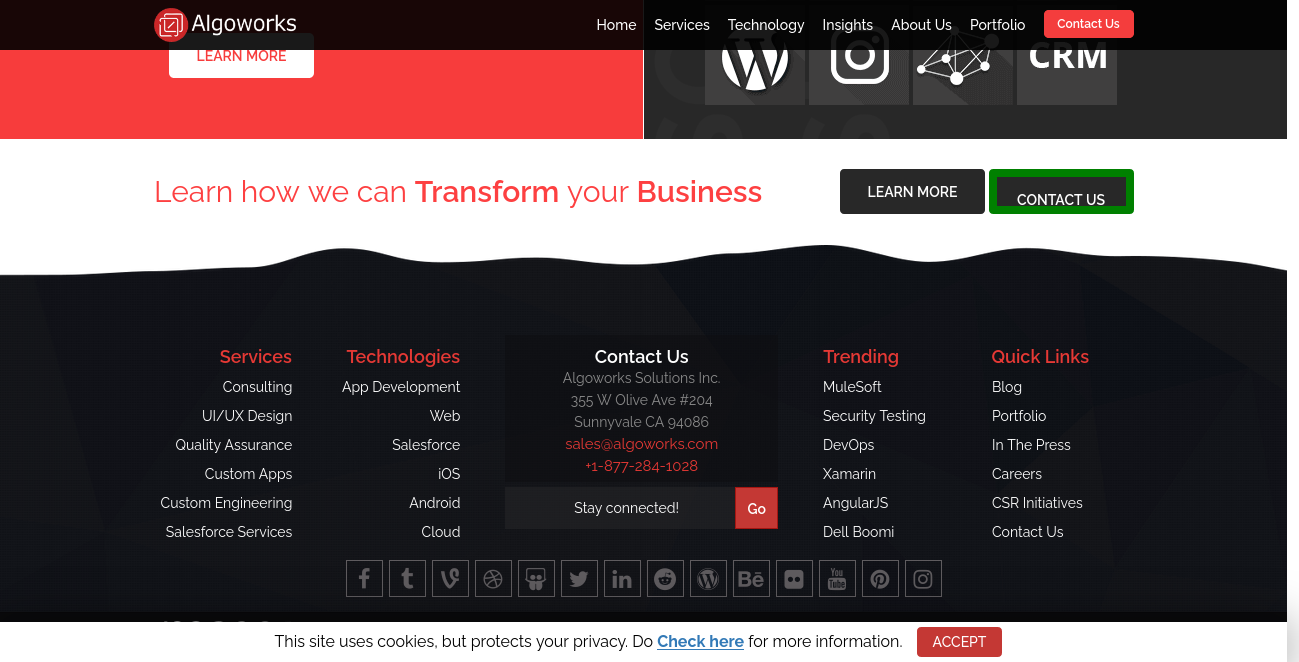 Algoworks
Home Services Technology Insights About Us Portfolio Contact Us
LEARN MORE
CRM
Learn how we can Transform your Business
LEARN MORE
CONTACT US
Services
Consulting
UI/UX Design
Quality Assurance
Custom Apps
Custom Engineering
Salesforce Services
Technologies
App Development
Web
Salesforce
iOS
Android
Cloud
Contact Us
Algoworks Solutions Inc.
355 W Olive Ave #204
Sunnyvale CA 94086
sales@algoworks.com
+1-877-284-1028
Stay connected!
Go
Trending
MuleSoft
Security Testing
DevOps
Xamarin
AngularJS
Dell Boomi
Quick Links
Blog
Portfolio
In The Press
Careers
CSR Initiatives
Contact Us
You
Tube
This site uses cookies, but protects your privacy. Do Check here for more information.
ACCEPT